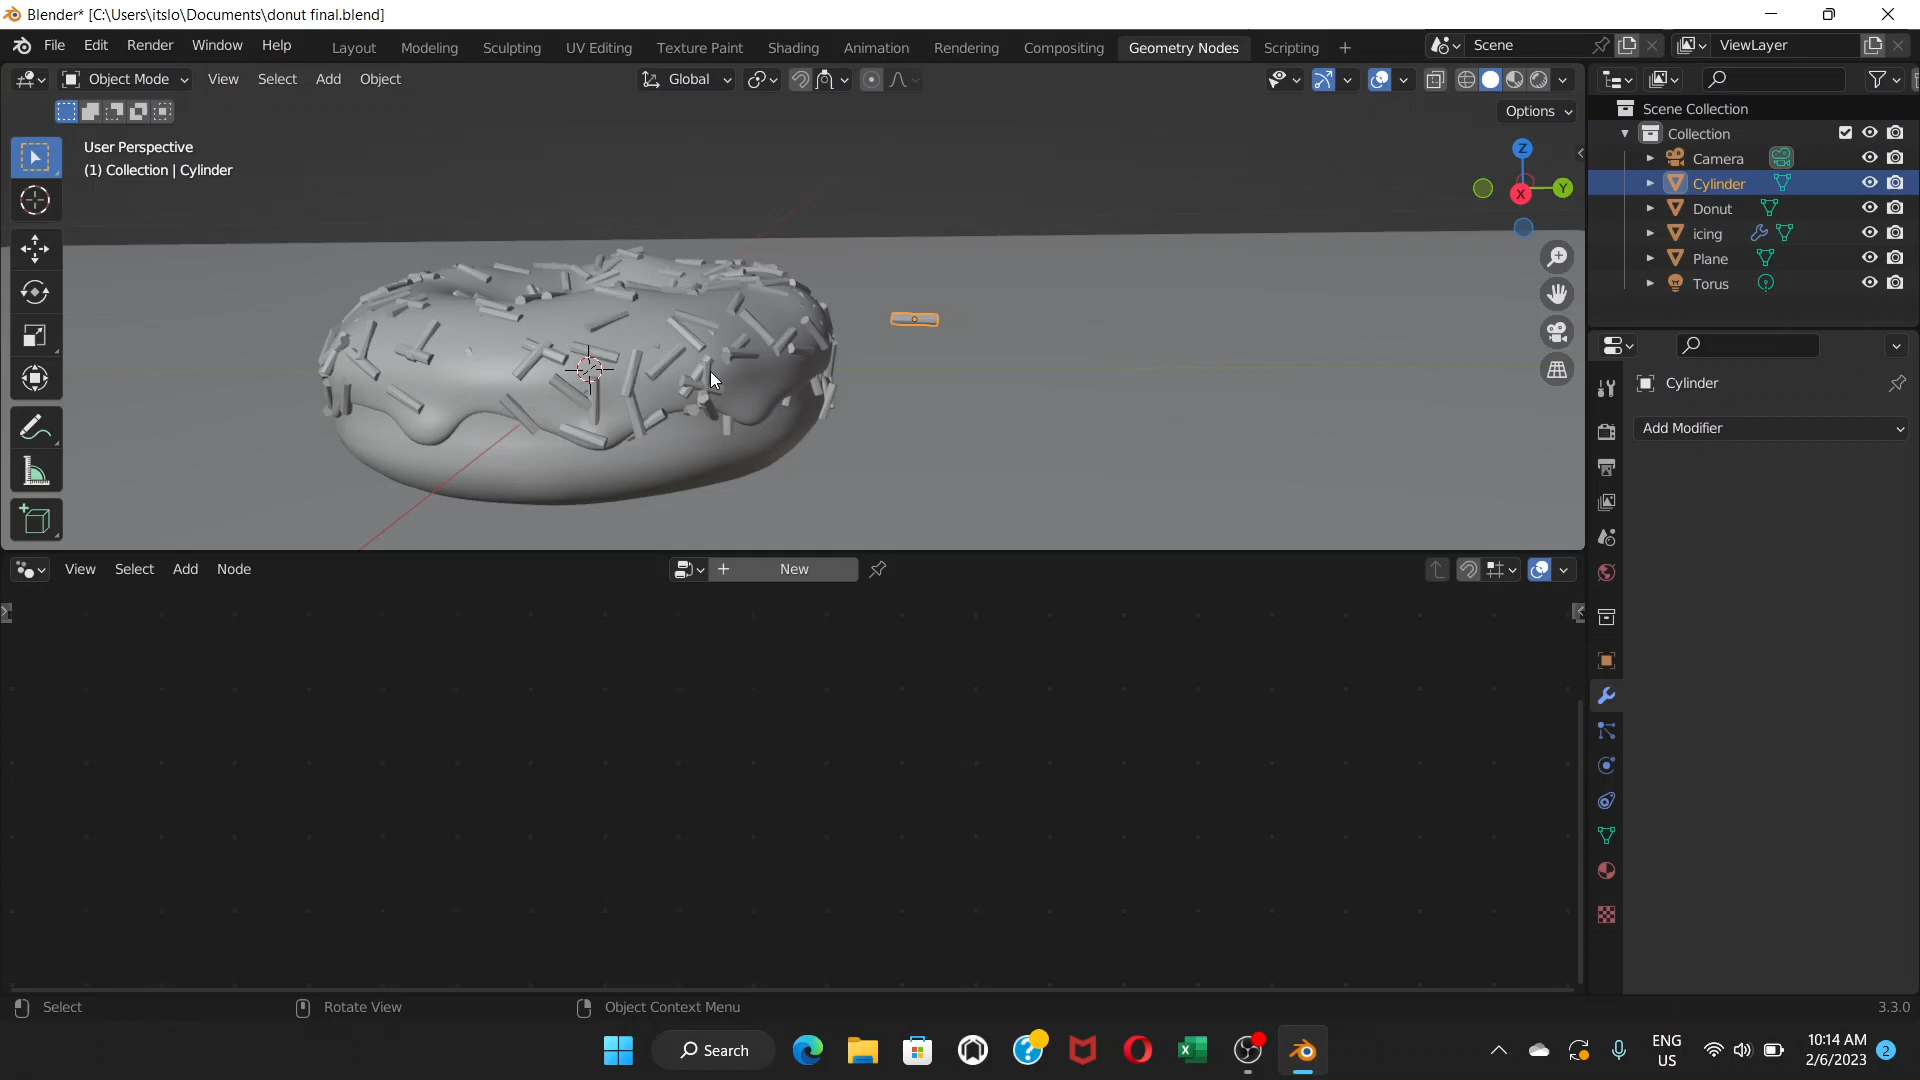 Blender* [C:\Users\itslo\Documents\donut final.blend]
File Edit Render Window Help Layout Modeling Sculpting UV Editing Texture Paint Shading Animation Rendering Compositing Geometry Nodes Scripting + Scene ViewLayer
Object Mode View Select Add Object Global
Options
User Perspective
(1) Collection | Cylinder
Z
Y
X
Scene Collection
Collection
Camera
Cylinder
Donut
icing
Plane
Torus
Cylinder
Add Modifier
View Select Add Node + New
Select Rotate View Object Context Menu 3.3.0
Search
ENG
US
10:14 AM
2/6/2023
2